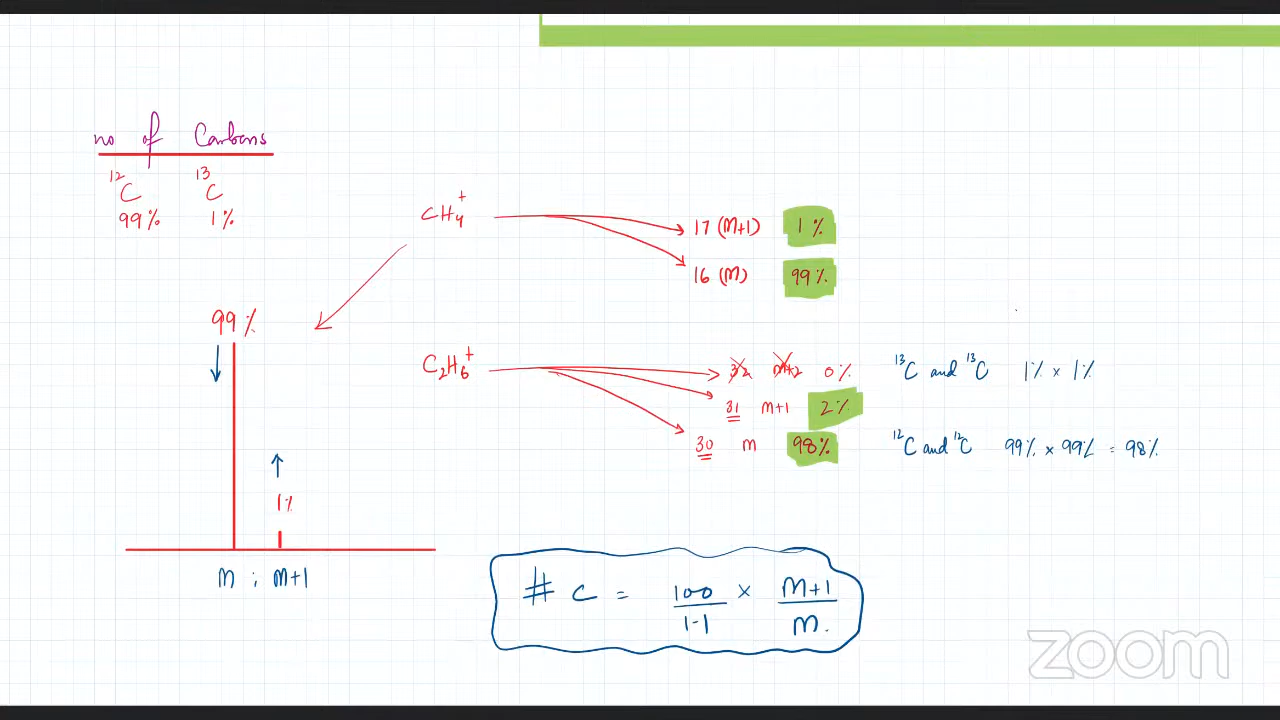 no of Carbons
¹²C ¹³C
99% 1%
CH₄⁺
17 (M+1) 1%
16 (M) 99%
99%
C₂H₆⁺
32 m+2 0% ¹³C and ¹³C 1% × 1%
31 m+1 2%
30 m 98% ¹²C and ¹²C 99% × 99% = 98%
1%
m ; m+1
# C = 100/1.1 × M+1/M.
zoom